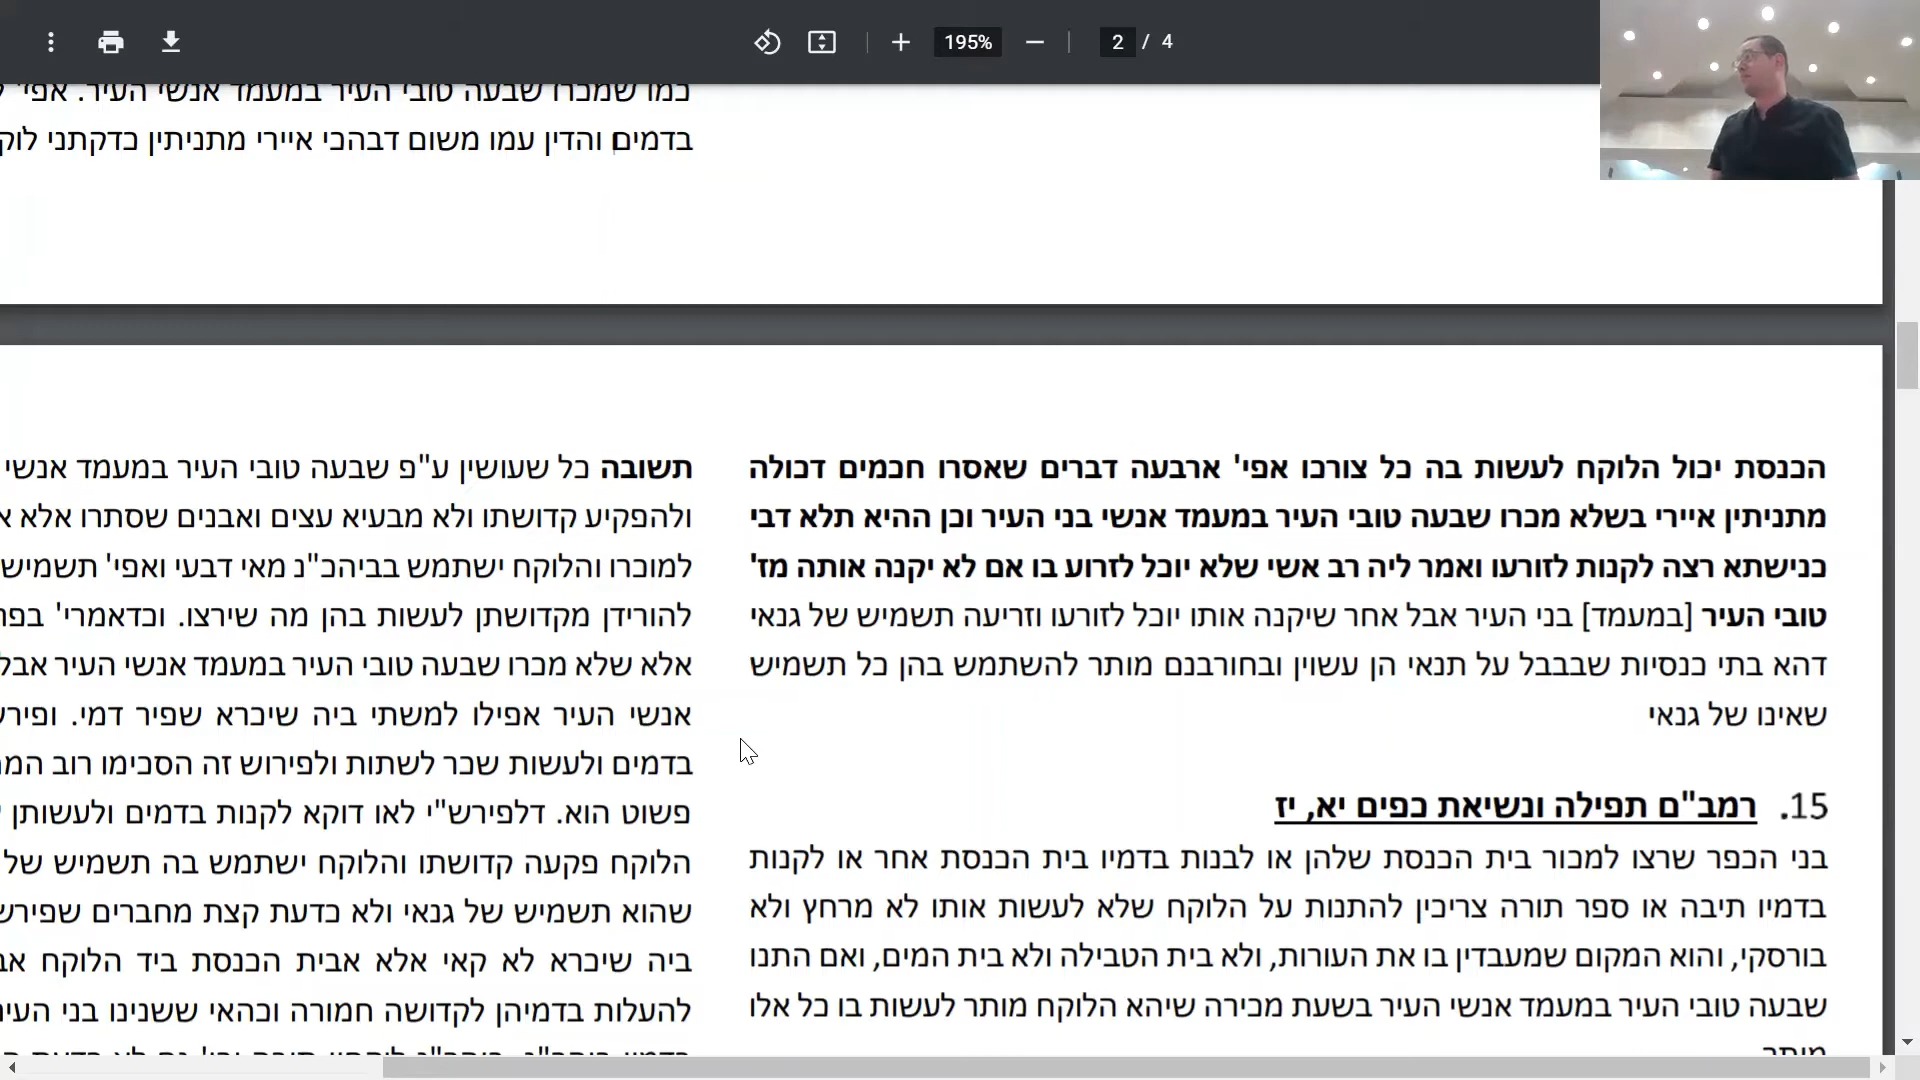 195%
2 / 4
כמו שמכרו שבעה טובי העיר במעמד אנשי העיר. אפי'
בדמים והדין עמו משום דבהכי איירי מתניתין כדקתני
הכנסת יכול הלוקח לעשות בה כל צורכו אפי' ארבעה דברים שאסרו חכמים דכולה
מתניתין איירי בשלא מכרו שבעה טובי העיר במעמד אנשי בני העיר וכן ההיא תלא דבי
כנישתא רצה לקנות לזורעו ואמר ליה רב אשי שלא יוכל לזרוע בו אם לא יקנה אותה מז'
טובי העיר [במעמד] בני העיר אבל אחר שיקנה אותו יוכל לזורעו וזריעה תשמיש של גנאי
דהא בתי כנסיות שבבבל על תנאי הן עשוין ובחורבנם מותר להשתמש בהן כל תשמיש
שאינו של גנאי
15. רמב"ם תפילה ונשיאת כפים יא, יז
בני הכפר שרצו למכור בית הכנסת שלהן או לבנות בדמיו בית הכנסת אחר או לקנות
בדמיו תיבה או ספר תורה צריכין להתנות על הלוקח שלא לעשות אותו לא מרחץ ולא
בורסקי, והוא המקום שמעבדין בו את העורות, ולא בית הטבילה ולא בית המים, ואם התנו
שבעה טובי העיר במעמד אנשי העיר בשעת מכירה שיהא הלוקח מותר לעשות בו כל אלו
מותר
תשובה כל שעושין ע"פ שבעה טובי העיר במעמד אנשי
ולהפקיע קדושתו ולא מבעיא עצים ואבנים שסתרו אלא
למוכרו והלוקח ישתמש בביהכ"נ מאי דבעי ואפי' תשמיש
להורידן מקדושתן לעשות בהן מה שירצו. וכדאמרי'
אלא שלא מכרו שבעה טובי העיר במעמד אנשי העיר אבל
אנשי העיר אפילו למשתי ביה שיכרא שפיר דמי.
בדמים ולעשות שכר לשתות ולפירוש זה הסכימו רוב
פשוט הוא. דלפירש"י לאו דוקא לקנות בדמים ולעשותן
הלוקח פקעה קדושתו והלוקח ישתמש בה תשמיש של
שהוא תשמיש של גנאי ולא כדעת קצת מחברים
ביה שיכרא לא קאי אלא אבית הכנסת ביד הלוקח
להעלות בדמיהן לקדושה חמורה וכהאי ששנינו בני